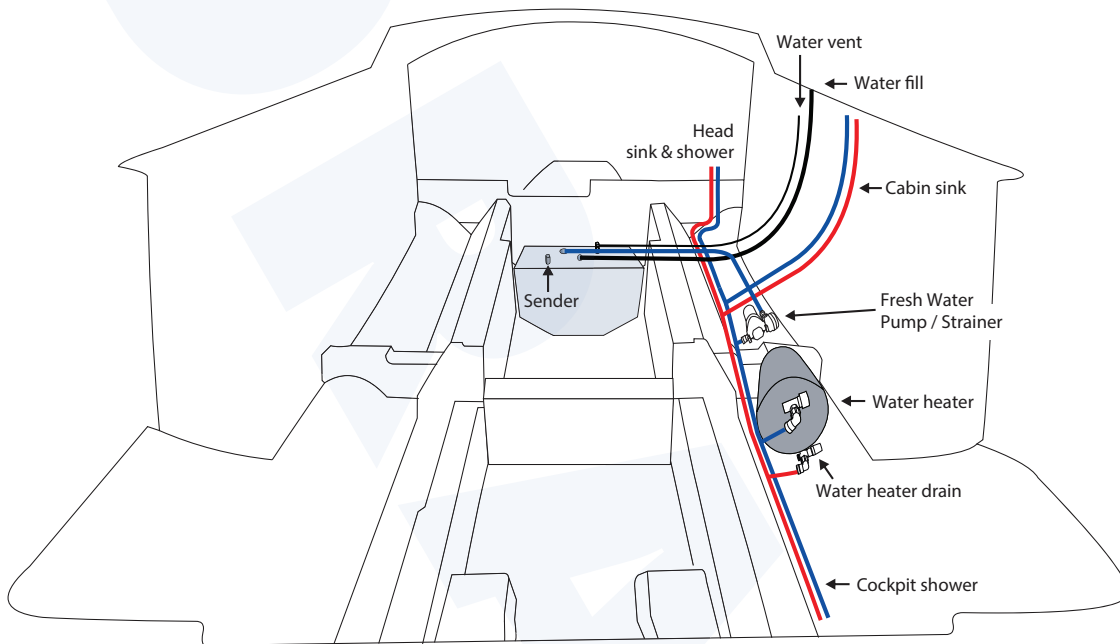 Water vent
Water fill
Head
sink & shower
Cabin sink
Sender
Fresh Water
Pump / Strainer
Water heater
Water heater drain
Cockpit shower